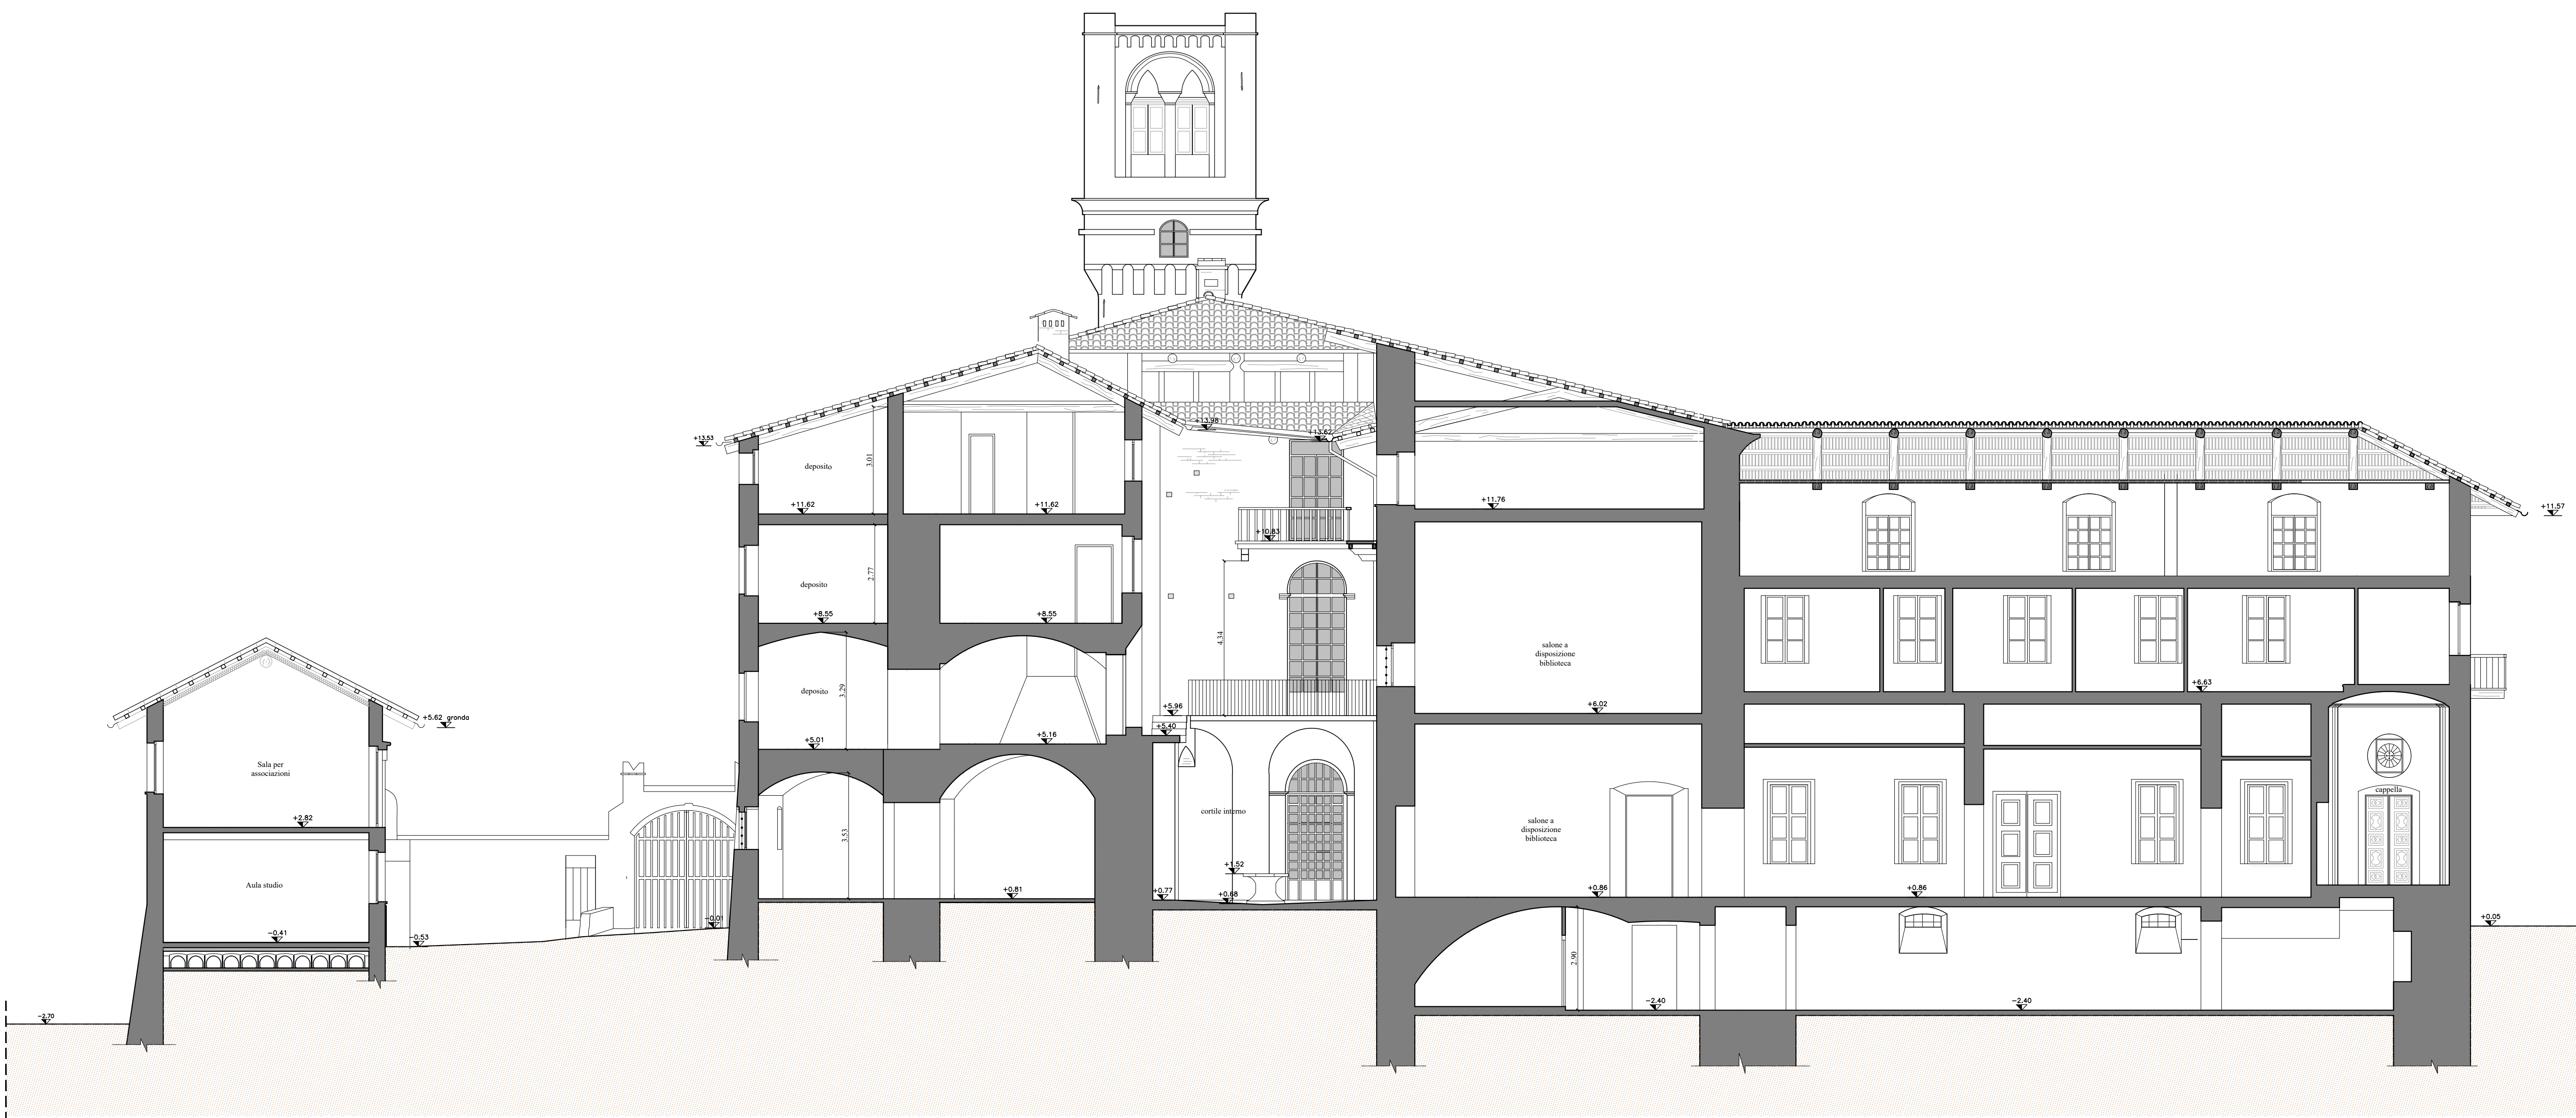 +13.98
+13.62
+13.53
deposito
3.01
+11.62
+11.62
+11.76
+11.57
+10.83
deposito
2.77
+8.55
+8.55
4.34
salone a
disposizione
biblioteca
deposito
3.29
+6.63
+5.96
+6.02
+5.62 gronda
+5.40
+5.01
+5.16
Sala per
associazioni
cappella
+2.82
cortile interno
3.53
salone a
disposizione
biblioteca
+1.52
Aula studio
+0.81
+0.77
+0.68
+0.86
+0.86
-0.01
+0.05
-0.41
-0.53
2.90
-2.40
-2.40
-2.70